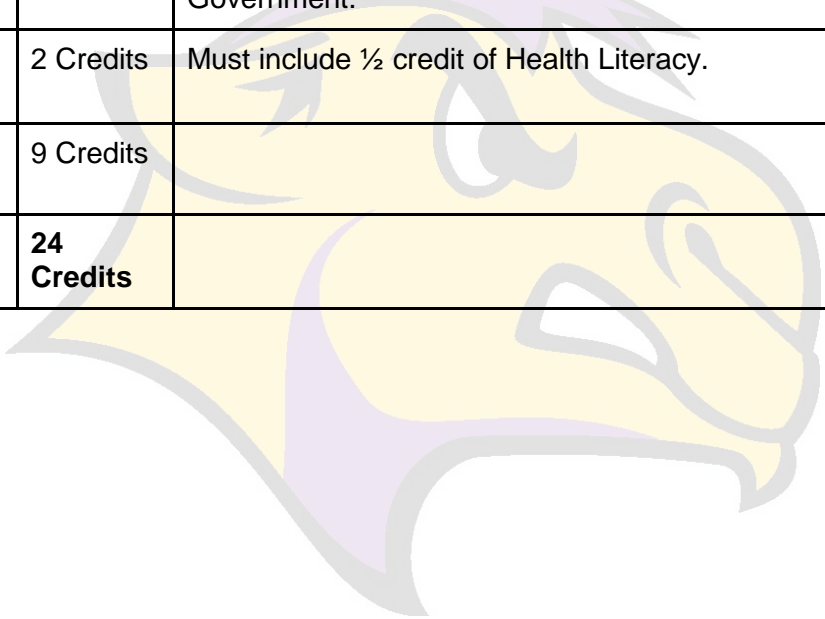 Government.
2 Credits Must include ½ credit of Health Literacy.
9 Credits
24
Credits